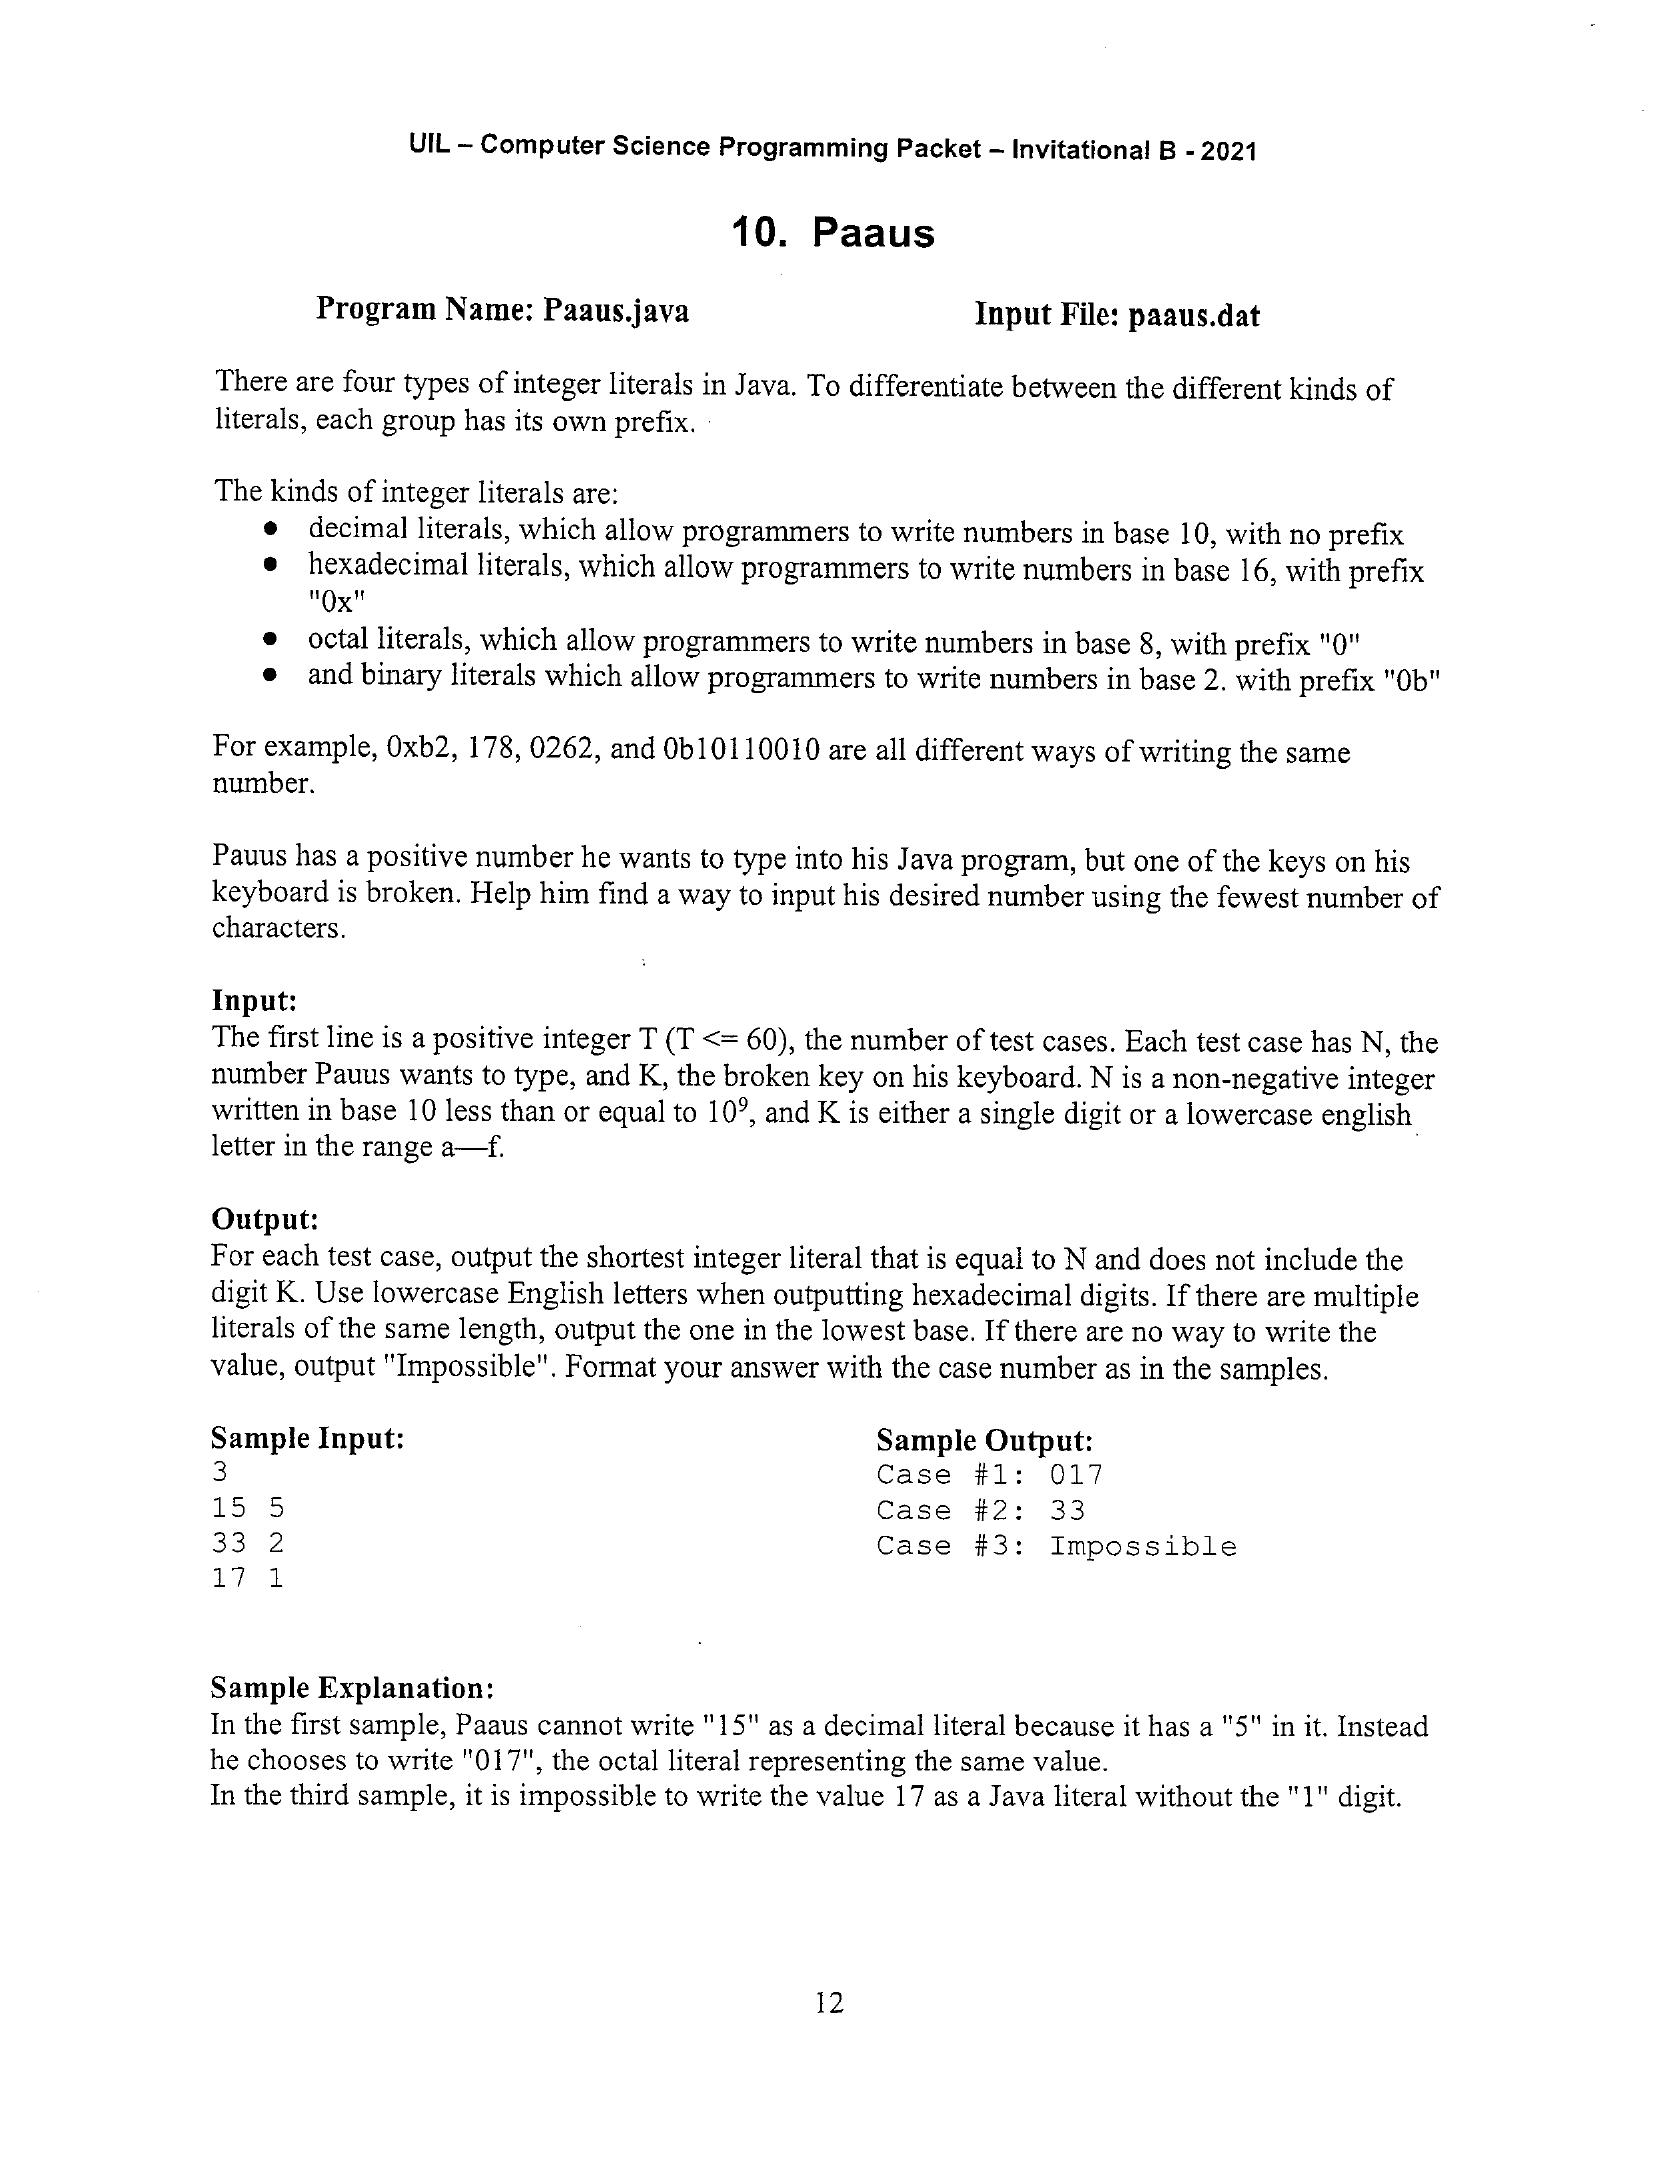 UIL – Computer Science Programming Packet – Invitational B - 2021
10. Paaus
Program Name: Paaus.java Input File: paaus.dat
There are four types of integer literals in Java. To differentiate between the different kinds of
literals, each group has its own prefix.
The kinds of integer literals are:
● decimal literals, which allow programmers to write numbers in base 10, with no prefix
● hexadecimal literals, which allow programmers to write numbers in base 16, with prefix
"0x"
● octal literals, which allow programmers to write numbers in base 8, with prefix "0"
● and binary literals which allow programmers to write numbers in base 2. with prefix "0b"
For example, 0xb2, 178, 0262, and 0b10110010 are all different ways of writing the same
number.
Pauus has a positive number he wants to type into his Java program, but one of the keys on his
keyboard is broken. Help him find a way to input his desired number using the fewest number of
characters.
Input:
The first line is a positive integer T (T <= 60), the number of test cases. Each test case has N, the
number Pauus wants to type, and K, the broken key on his keyboard. N is a non-negative integer
written in base 10 less than or equal to 10⁹, and K is either a single digit or a lowercase english
letter in the range a—f.
Output:
For each test case, output the shortest integer literal that is equal to N and does not include the
digit K. Use lowercase English letters when outputting hexadecimal digits. If there are multiple
literals of the same length, output the one in the lowest base. If there are no way to write the
value, output "Impossible". Format your answer with the case number as in the samples.
Sample Input:
3
15 5
33 2
17 1
Sample Output:
Case #1: 017
Case #2: 33
Case #3: Impossible
Sample Explanation:
In the first sample, Paaus cannot write "15" as a decimal literal because it has a "5" in it. Instead
he chooses to write "017", the octal literal representing the same value.
In the third sample, it is impossible to write the value 17 as a Java literal without the "1" digit.
12